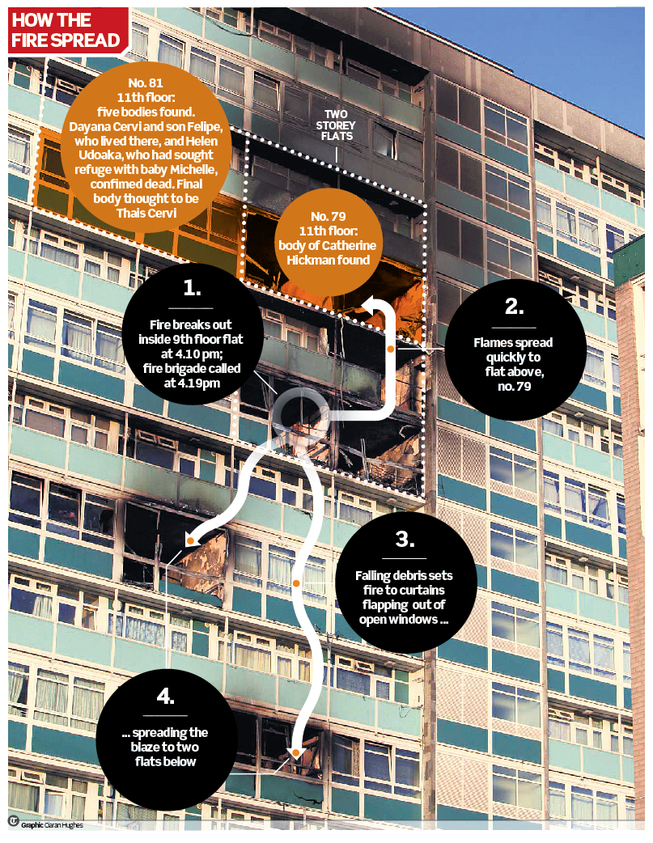 HOW THE
FIRE SPREAD
No. 81
11th floor:
five bodies found.
Dayana Cervi and son Felipe,
who lived there, and Helen
Udoaka, who had sought
refuge with baby Michelle,
confimed dead. Final
body thought to be
Thais Cervi
TWO
STOREY
FLATS
No. 79
11th floor:
body of Catherine
Hickman found
1.
Fire breaks out
inside 9th floor flat
at 4.10 pm;
fire brigade called
at 4.19pm
2.
Flames spread
quickly to
flat above,
no. 79
3.
Falling debris sets
fire to curtains
flapping out of
open windows ...
4.
... spreading the
blaze to two
flats below
Graphic Ciaran Hughes